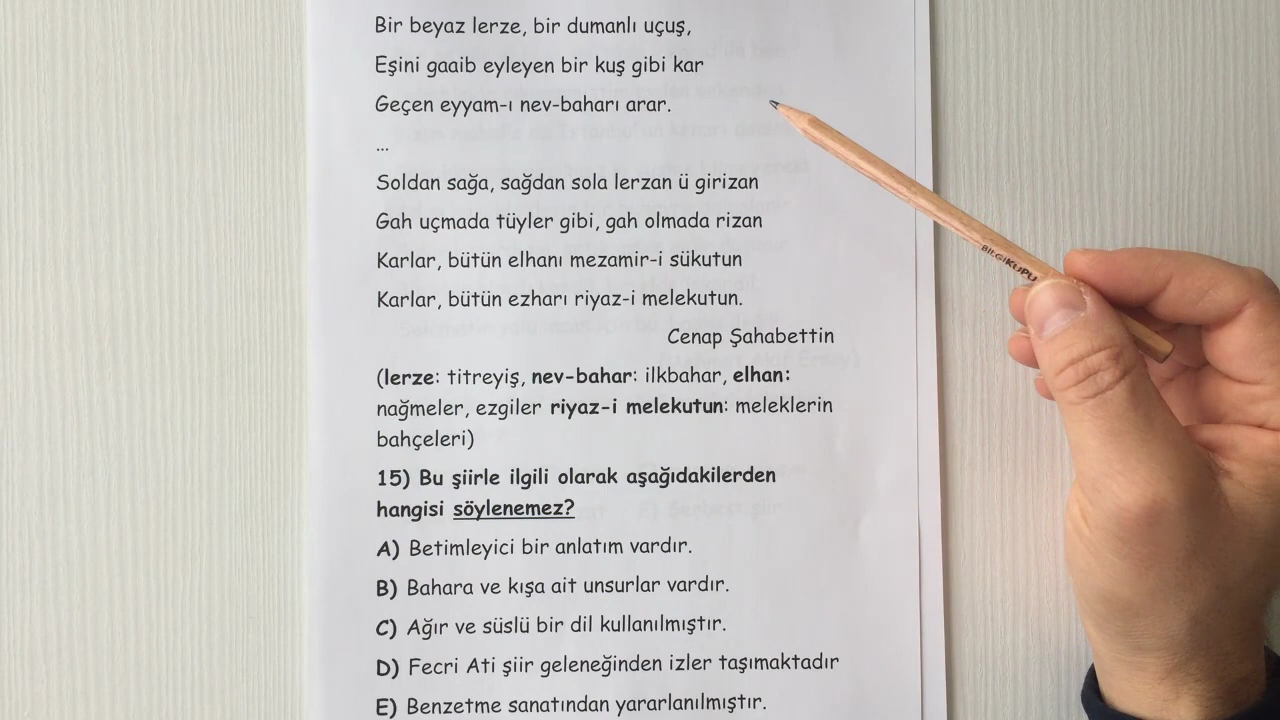 Bir beyaz lerze, bir dumanlı uçuş,
Eşini gaaib eyleyen bir kuş gibi kar
Geçen eyyam-ı nev-baharı arar.
...
Soldan sağa, sağdan sola lerzan ü girizan
Gah uçmada tüyler gibi, gah olmada rizan
Karlar, bütün elhanı mezamir-i sükutun
Karlar, bütün ezharı riyaz-i melekutun.
Cenap Şahabettin
(lerze: titreyiş, nev-bahar: ilkbahar, elhan:
nağmeler, ezgiler riyaz-i melekutun: meleklerin
bahçeleri)
15) Bu şiirle ilgili olarak aşağıdakilerden
hangisi söylenemez?
A) Betimleyici bir anlatım vardır.
B) Bahara ve kışa ait unsurlar vardır.
C) Ağır ve süslü bir dil kullanılmıştır.
D) Fecri Ati şiir geleneğinden izler taşımaktadır
E) Benzetme sanatından yararlanılmıştır.
BİLGİKUPU